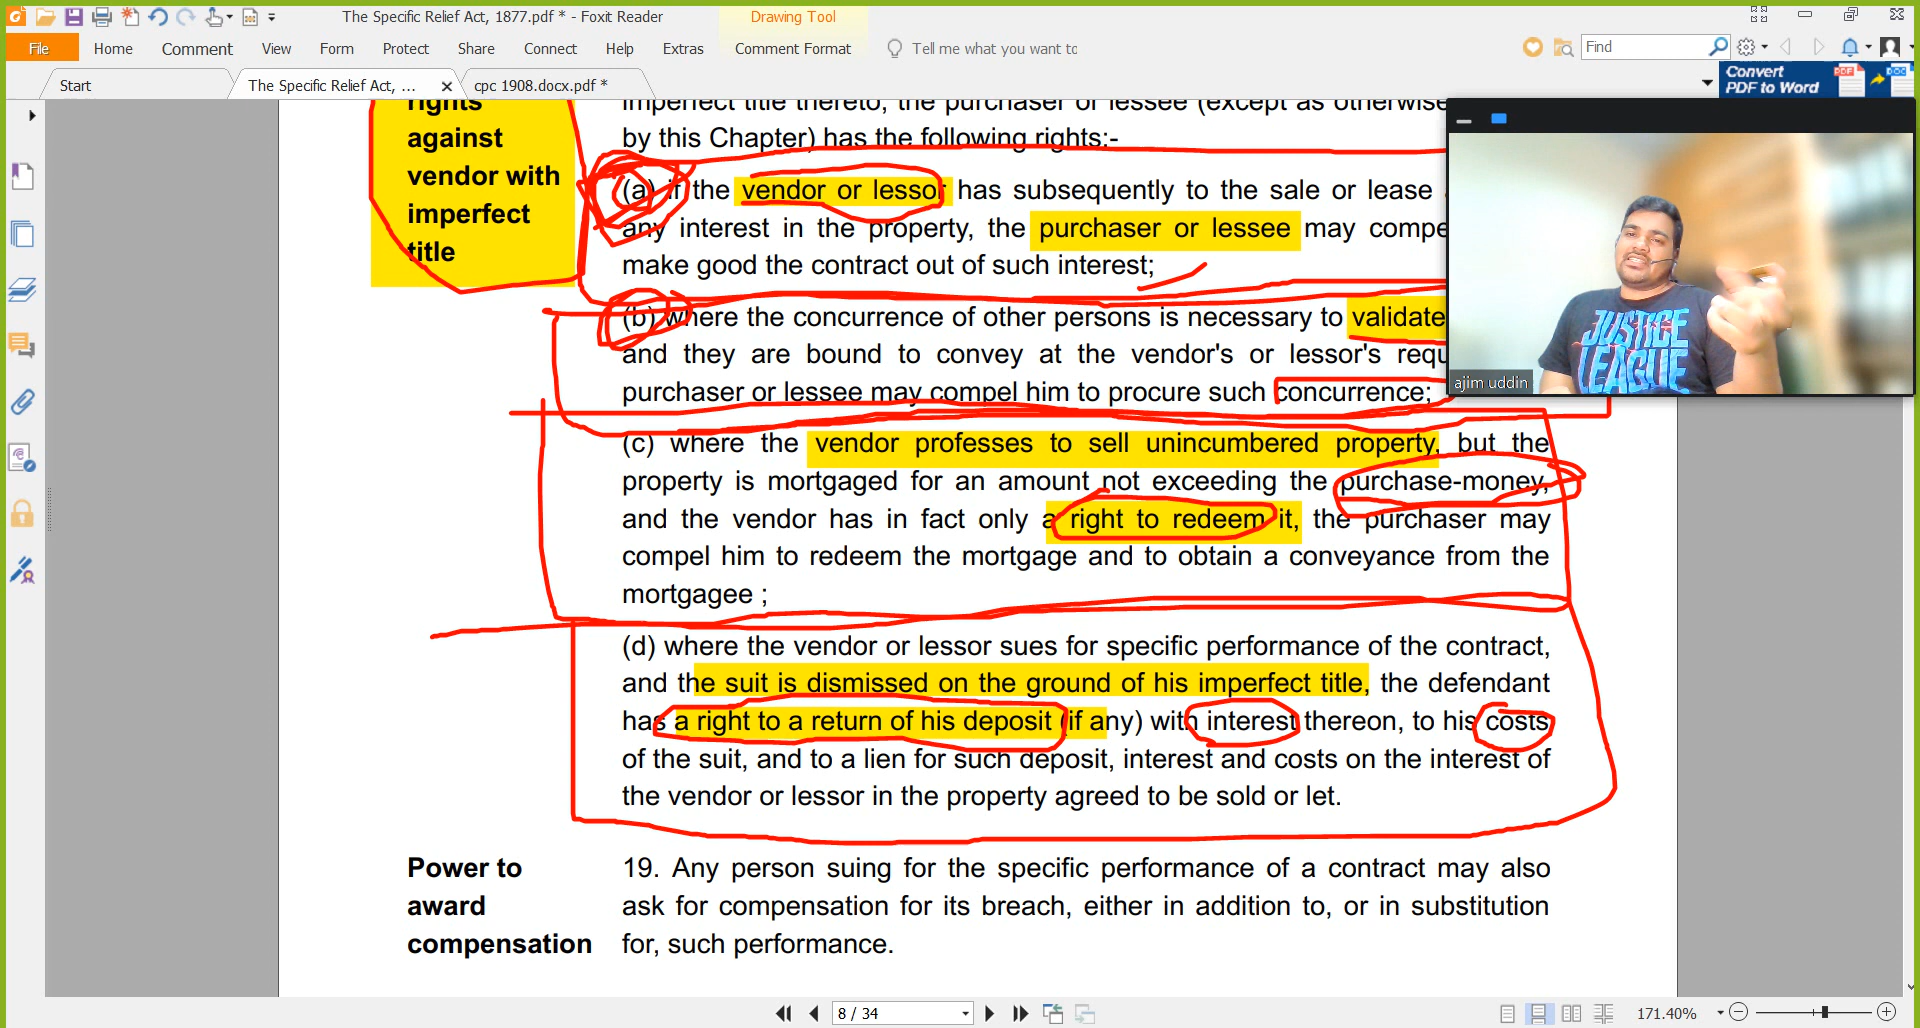 The Specific Relief Act, 1877.pdf * - Foxit Reader
Drawing Tool
File Home Comment View Form Protect Share Connect Help Extras Comment Format Tell me what you want to Find
Start The Specific Relief Act, ... cpc 1908.docx.pdf *
Convert
PDF to Word
rights
against
vendor with
imperfect
title
imperfect title thereto, the purchaser or lessee (except as otherwise
by this Chapter) has the following rights:-
(a) if the vendor or lessor has subsequently to the sale or lease
any interest in the property, the purchaser or lessee may compe
make good the contract out of such interest;
(b) where the concurrence of other persons is necessary to validate
and they are bound to convey at the vendor's or lessor's requ
purchaser or lessee may compel him to procure such concurrence;
ajim uddin
JUSTICE
LEAGUE
(c) where the vendor professes to sell unincumbered property, but the
property is mortgaged for an amount not exceeding the purchase-money,
and the vendor has in fact only a right to redeem it, the purchaser may
compel him to redeem the mortgage and to obtain a conveyance from the
mortgagee ;
(d) where the vendor or lessor sues for specific performance of the contract,
and the suit is dismissed on the ground of his imperfect title, the defendant
has a right to a return of his deposit (if any) with interest thereon, to his costs
of the suit, and to a lien for such deposit, interest and costs on the interest of
the vendor or lessor in the property agreed to be sold or let.
Power to
award
compensation
19. Any person suing for the specific performance of a contract may also
ask for compensation for its breach, either in addition to, or in substitution
for, such performance.
8 / 34
171.40%